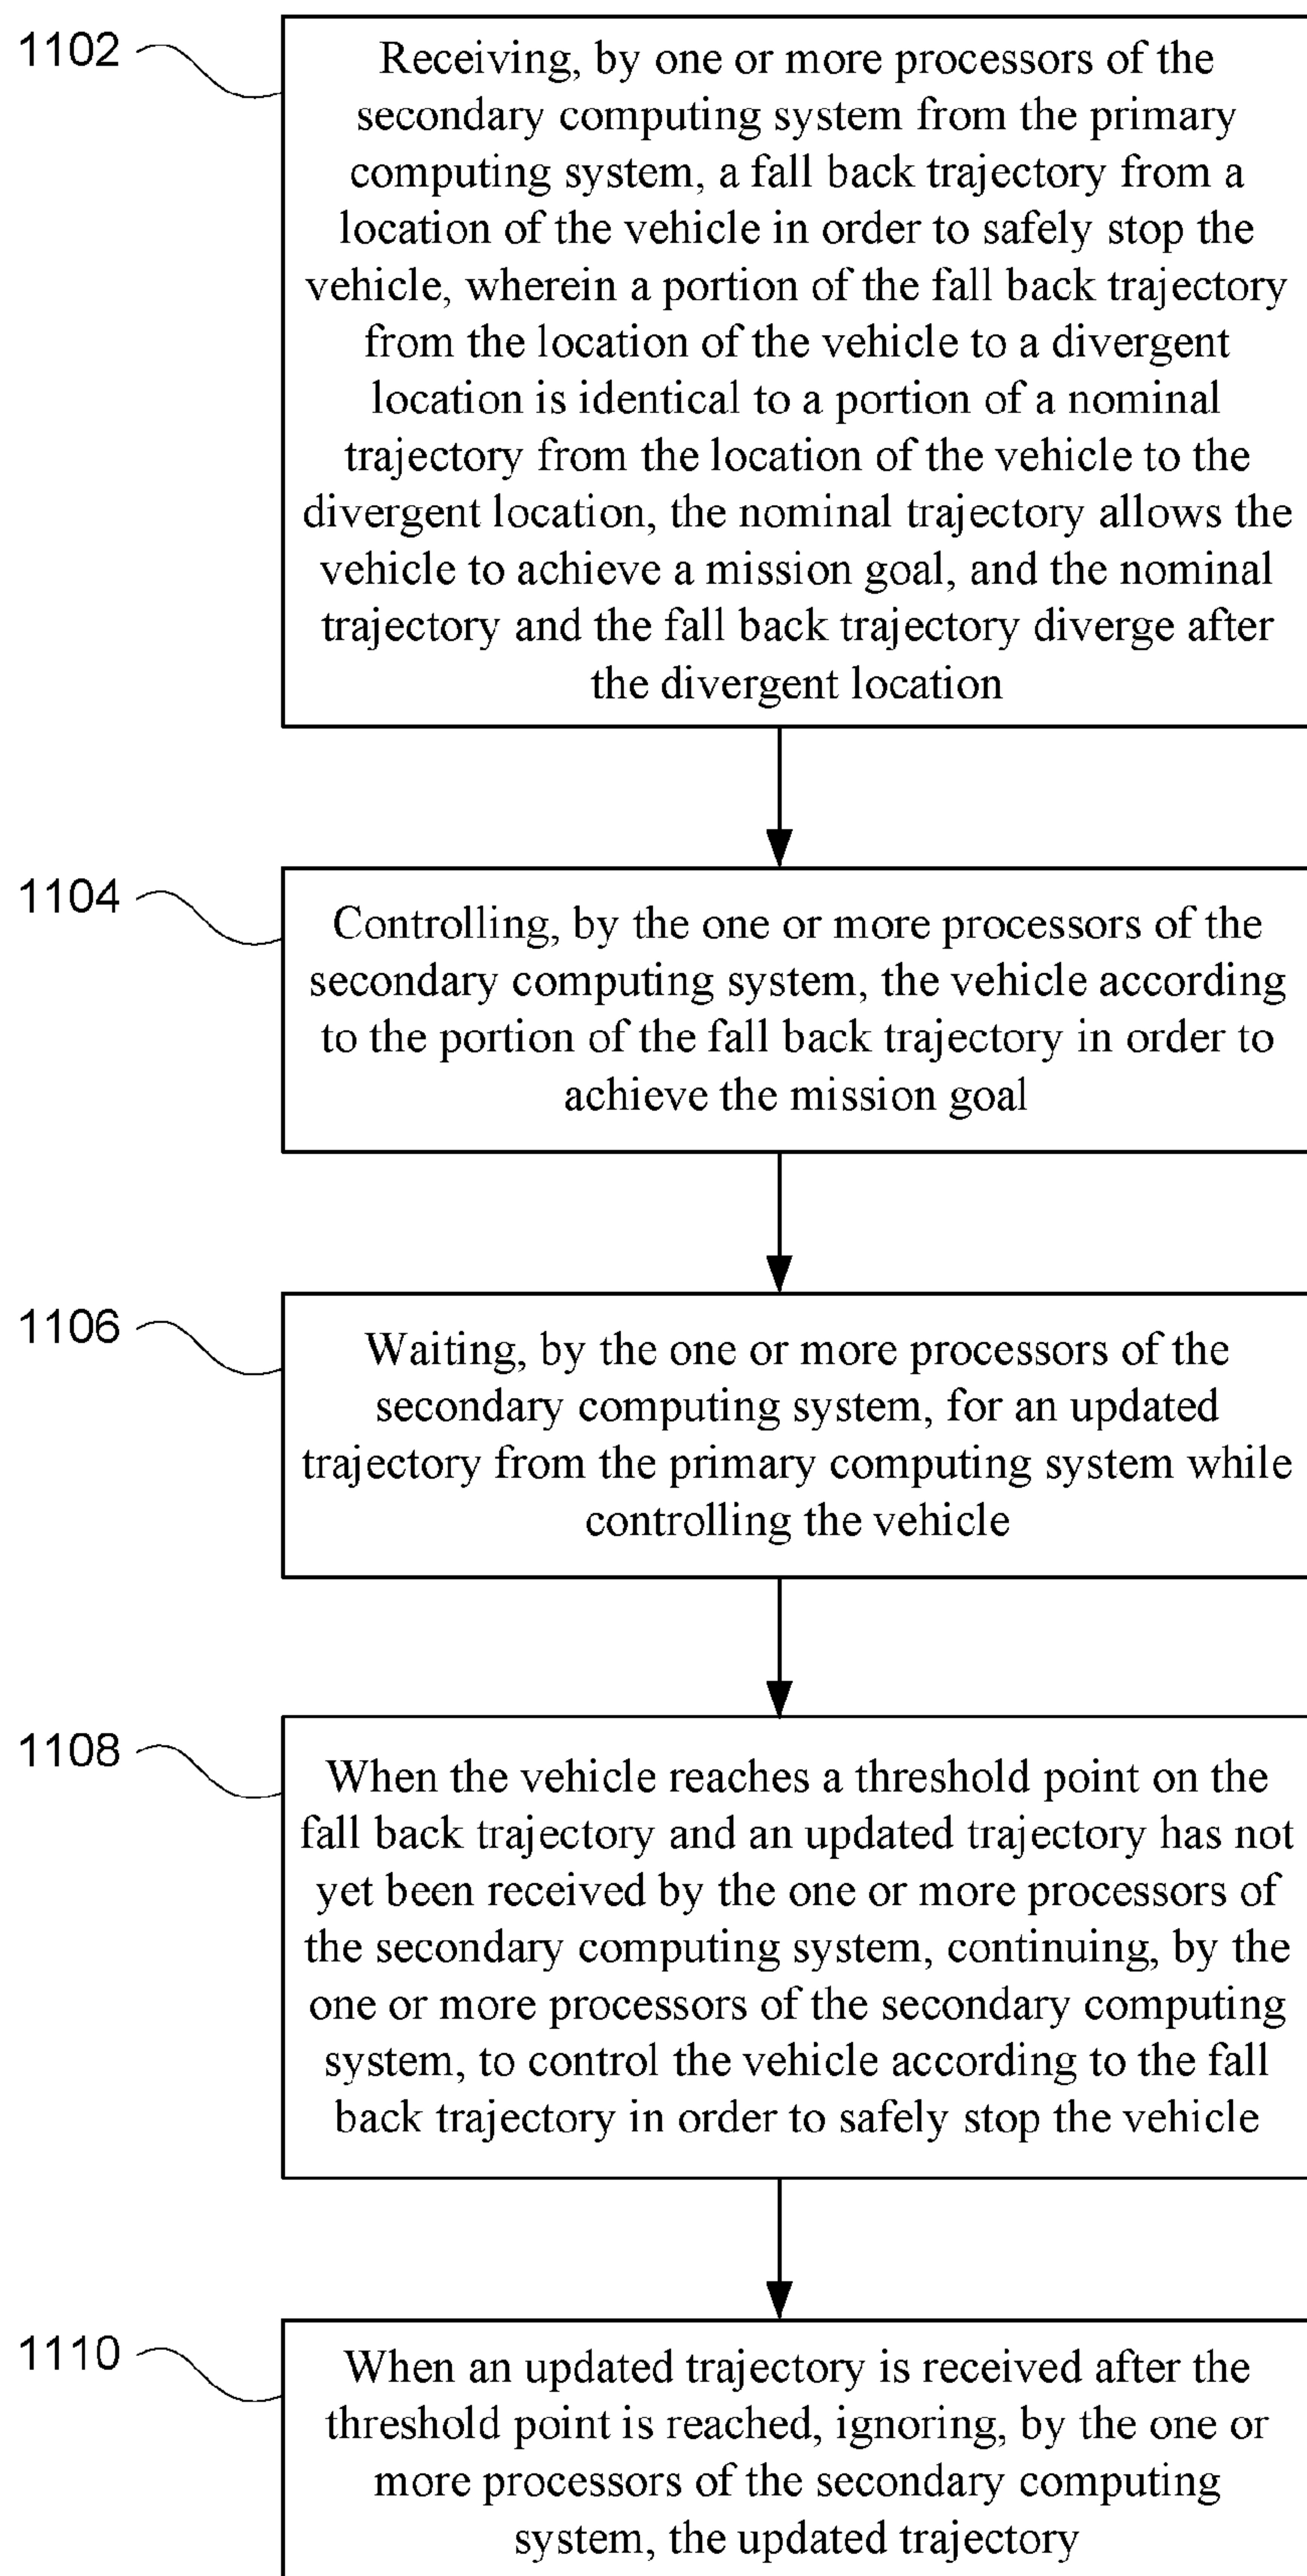 1102
Receiving, by one or more processors of the
secondary computing system from the primary
computing system, a fall back trajectory from a
location of the vehicle in order to safely stop the
vehicle, wherein a portion of the fall back trajectory
from the location of the vehicle to a divergent
location is identical to a portion of a nominal
trajectory from the location of the vehicle to the
divergent location, the nominal trajectory allows the
vehicle to achieve a mission goal, and the nominal
trajectory and the fall back trajectory diverge after
the divergent location
1104
Controlling, by the one or more processors of the
secondary computing system, the vehicle according
to the portion of the fall back trajectory in order to
achieve the mission goal
1106
Waiting, by the one or more processors of the
secondary computing system, for an updated
trajectory from the primary computing system while
controlling the vehicle
1108
When the vehicle reaches a threshold point on the
fall back trajectory and an updated trajectory has not
yet been received by the one or more processors of
the secondary computing system, continuing, by the
one or more processors of the secondary computing
system, to control the vehicle according to the fall
back trajectory in order to safely stop the vehicle
1110
When an updated trajectory is received after the
threshold point is reached, ignoring, by the one or
more processors of the secondary computing
system, the updated trajectory